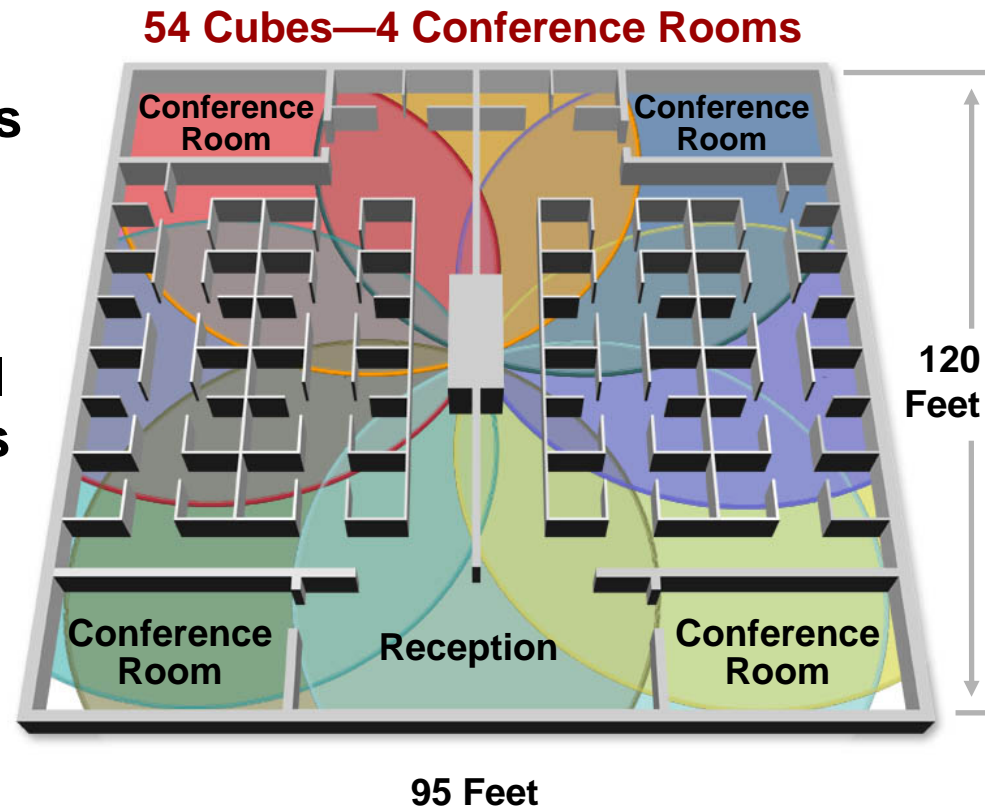 54 Cubes—4 Conference Rooms
s
Conference
Room
Conference
Room
l
s
120
Feet
Conference
Room
Reception
Conference
Room
95 Feet